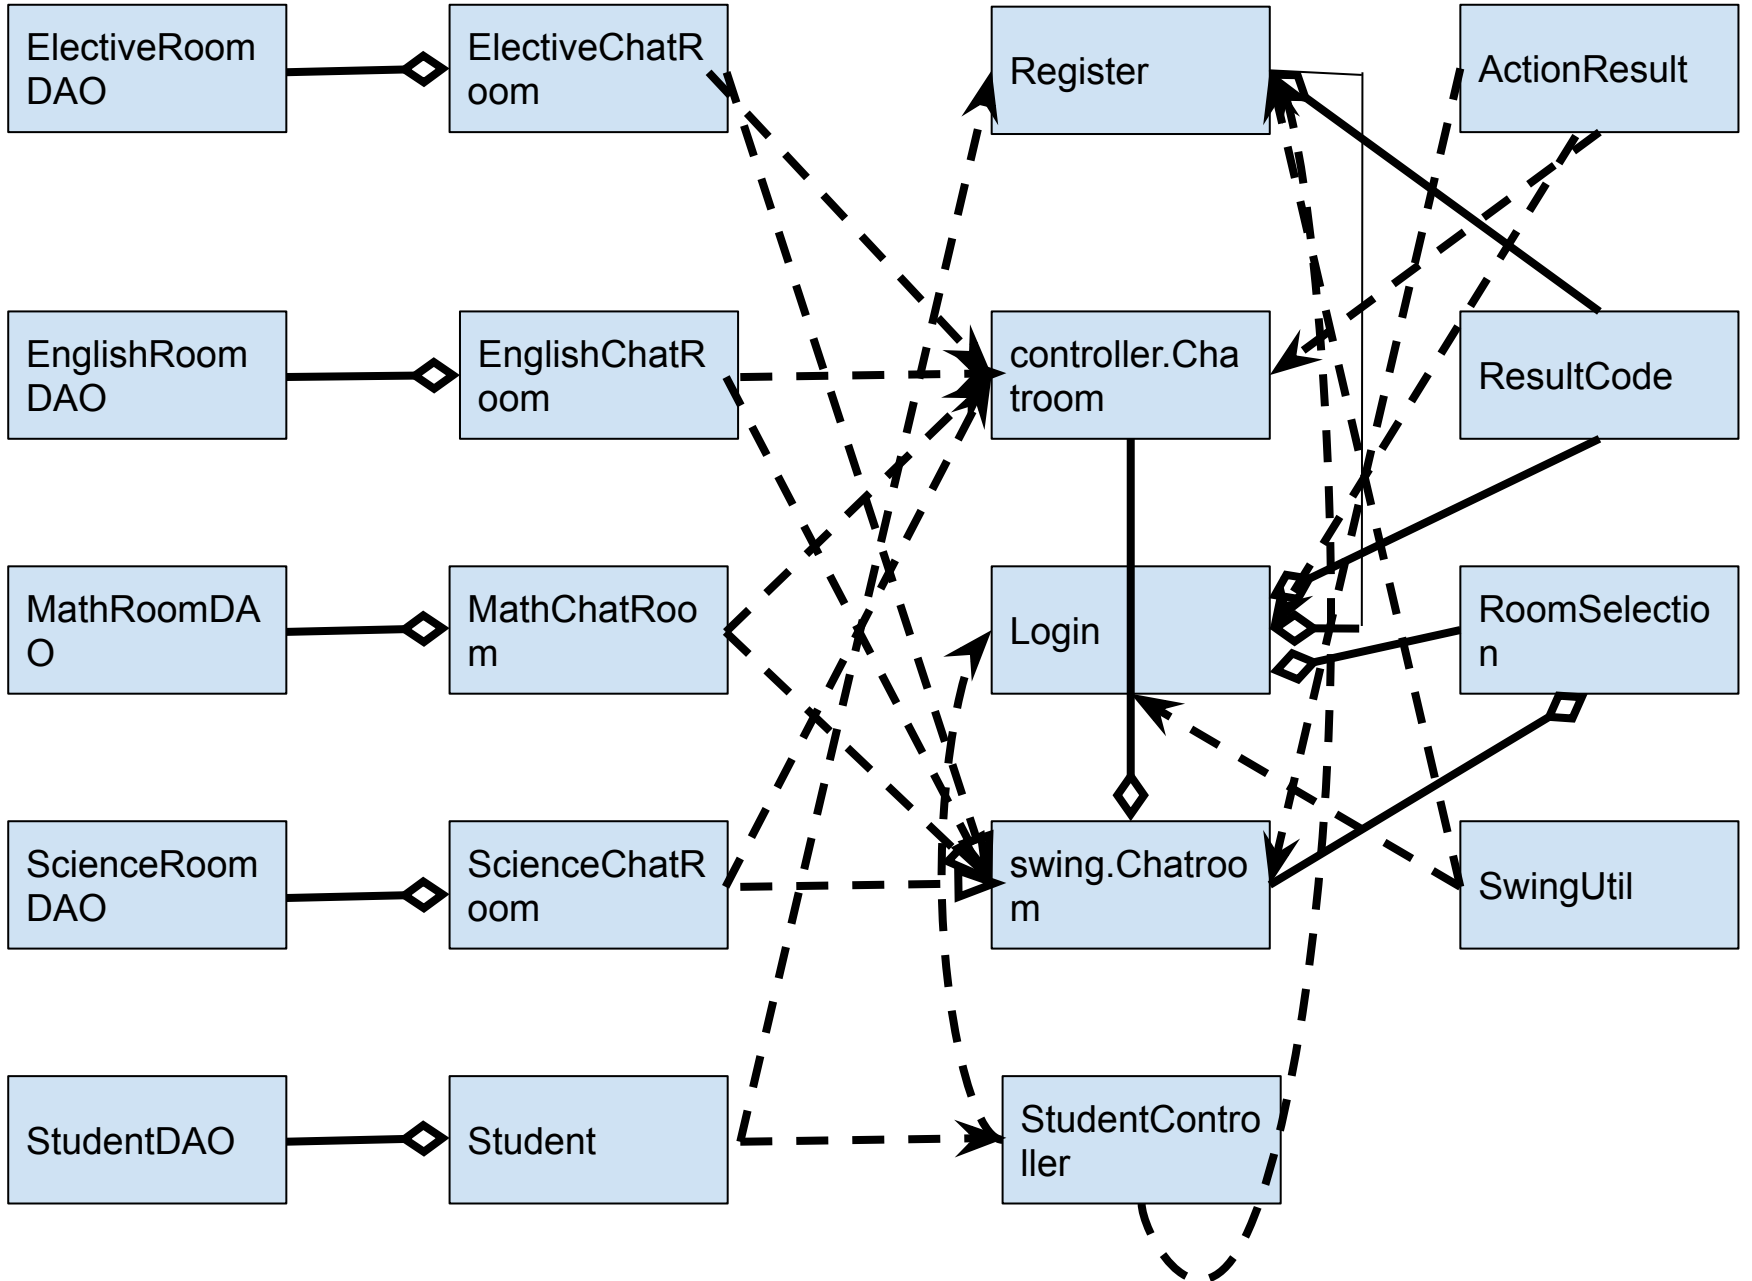 ElectiveRoom
DAO
ElectiveChatR
oom
Register
ActionResult
EnglishRoom
DAO
EnglishChatR
oom
controller.Cha
troom
ResultCode
MathRoomDA
O
MathChatRoo
m
Login
RoomSelectio
n
ScienceRoom
DAO
ScienceChatR
oom
swing.Chatroo
m
SwingUtil
StudentDAO
Student
StudentContro
ller